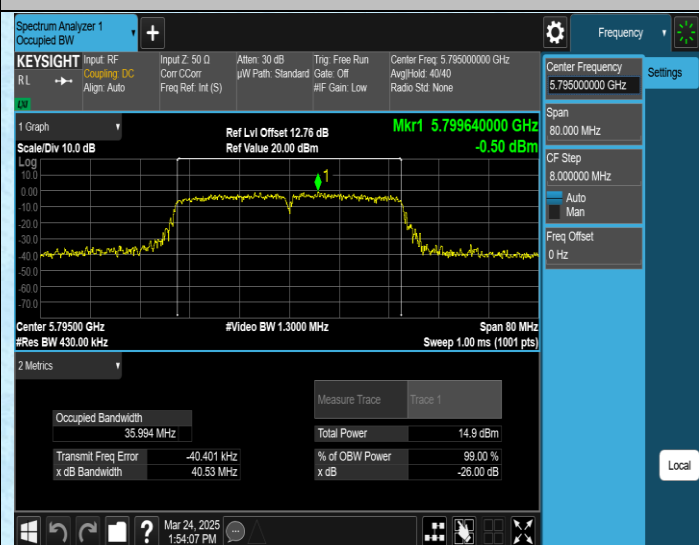 Spectrum Analyzer 1
Occupied BW
Frequency
KEYSIGHT
RL
LXI
Input: RF
Coupling: DC
Align: Auto
Input Z: 50 Ω
Corr CCorr
Freq Ref: Int (S)
Atten: 30 dB
µW Path: Standard
Trig: Free Run
Gate: Off
#IF Gain: Low
Center Freq: 5.795000000 GHz
Avg|Hold: 40/40
Radio Std: None
Center Frequency
5.795000000 GHz
Settings
Span
80.000 MHz
CF Step
8.000000 MHz
Auto
Man
Freq Offset
0 Hz
1 Graph
Scale/Div 10.0 dB
Ref Lvl Offset 12.76 dB
Ref Value 20.00 dBm
Mkr1 5.799640000 GHz
-0.50 dBm
Log
10.0
0.00
-10.0
-20.0
-30.0
-40.0
-50.0
-60.0
-70.0
1
Center 5.79500 GHz
#Res BW 430.00 kHz
#Video BW 1.3000 MHz
Span 80 MHz
Sweep 1.00 ms (1001 pts)
2 Metrics
Measure Trace Trace 1
Occupied Bandwidth
35.994 MHz
Total Power 14.9 dBm
Transmit Freq Error -40.401 kHz
x dB Bandwidth 40.53 MHz
% of OBW Power 99.00 %
x dB -26.00 dB
Local
?
Mar 24, 2025
1:54:07 PM